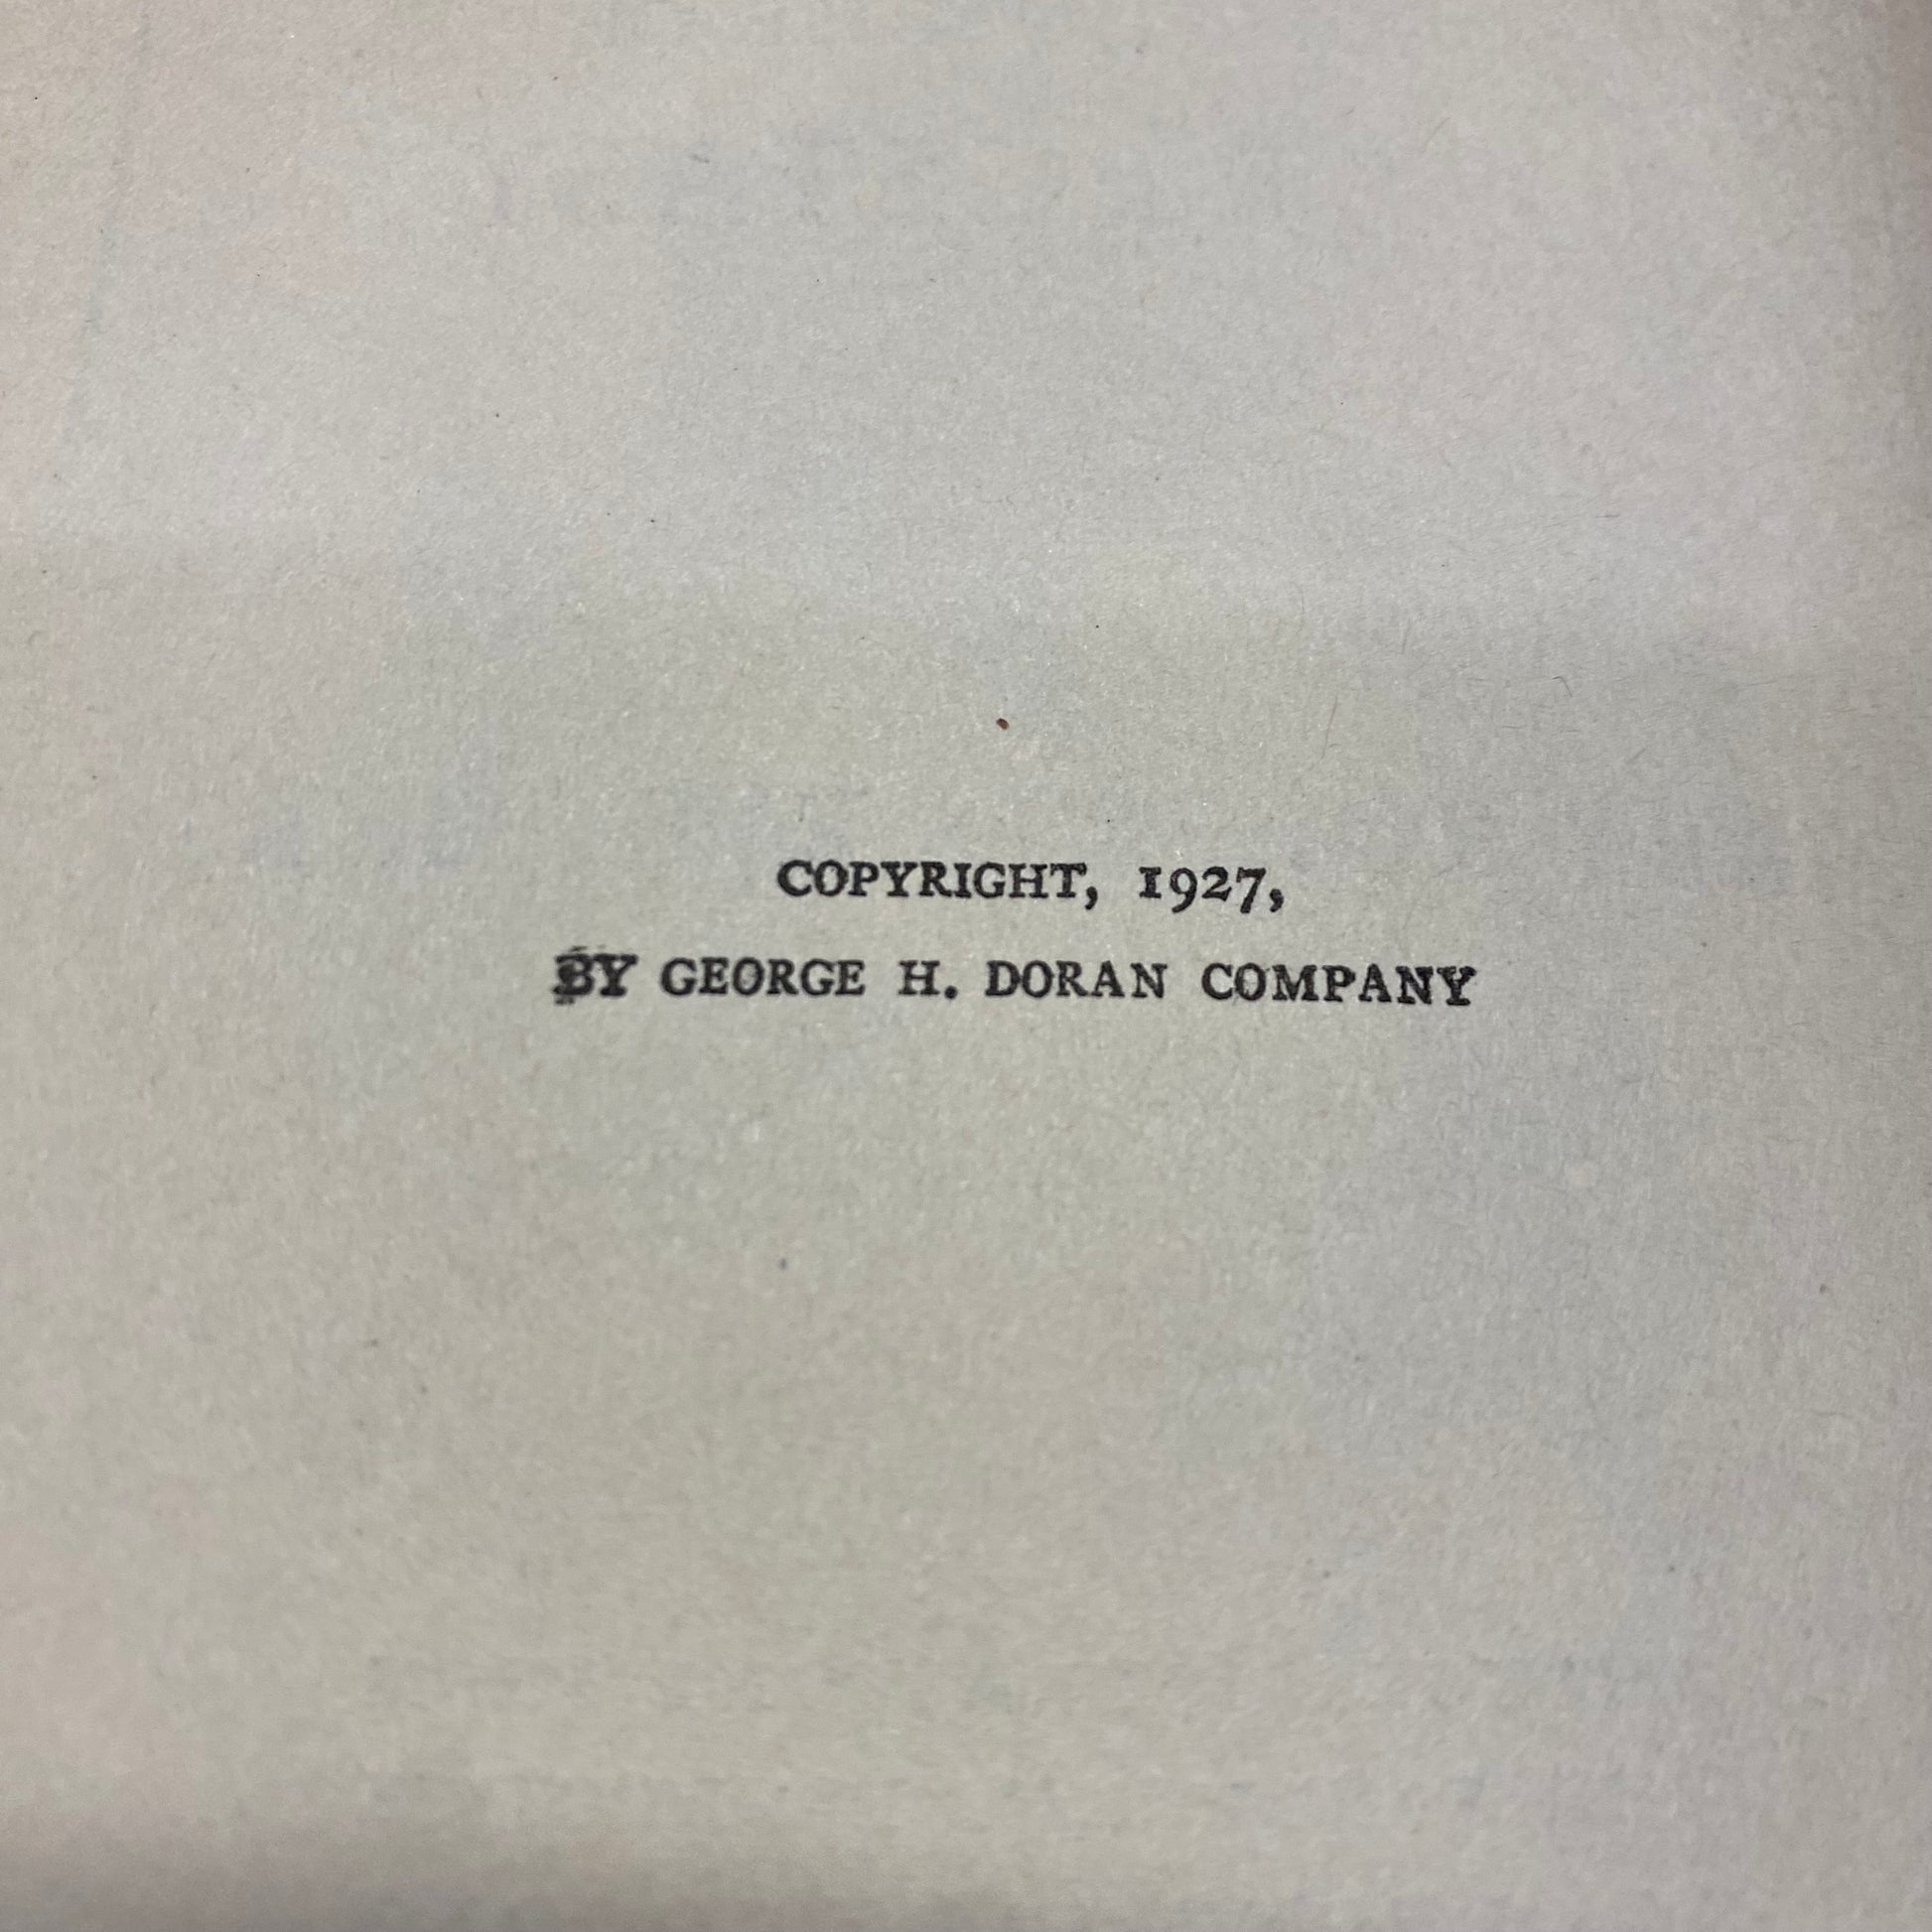 COPYRIGHT, 1927,
BY GEORGE H. DORAN COMPANY